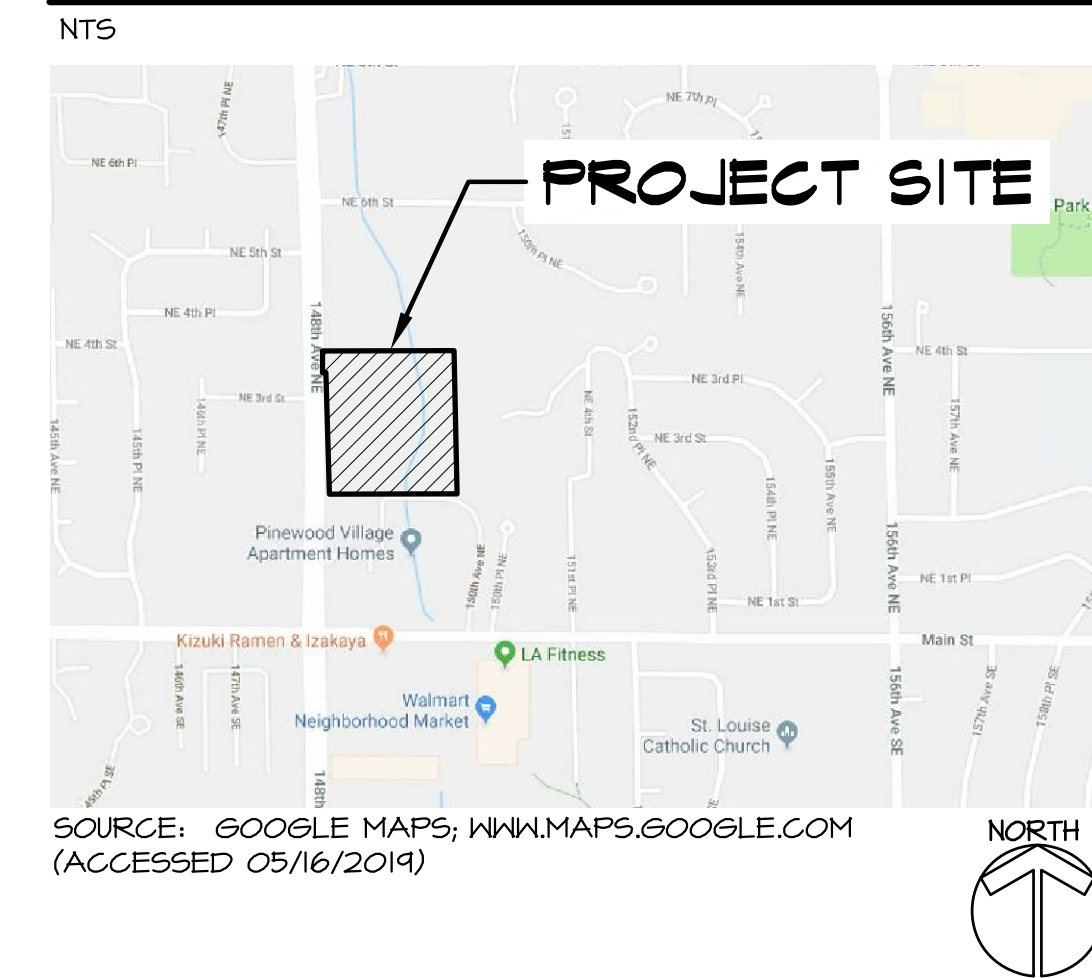 NTS
NE 7th Pl
147th Pl NE
NE 6th Pl
PROJECT SITE
NE 6th St
Park
150th Pl NE
154th Ave NE
NE 5th St
NE 4th Pl
148th Ave NE
156th Ave NE
NE 4th St
NE 4th St
NE 3rd Pl
146th Pl NE
NE 3rd St
NE 4th St
152nd Pl NE
NE 3rd St
157th Ave NE
145th Ave NE
145th Pl NE
155th Ave NE
154th Pl NE
Pinewood Village
Apartment Homes
150th Ave NE
150th Pl NE
151st Pl NE
153rd Pl NE
156th Ave NE
NE 1st Pl
NE 1st St
Kizuki Ramen & Izakaya
Main St
LA Fitness
146th Ave SE
147th Ave SE
Walmart
Neighborhood Market
St. Louise
Catholic Church
156th Ave SE
157th Ave SE
158th Pl SE
148th
45th Pl SE
SOURCE: GOOGLE MAPS; WWW.MAPS.GOOGLE.COM
(ACCESSED 05/16/2019)
NORTH